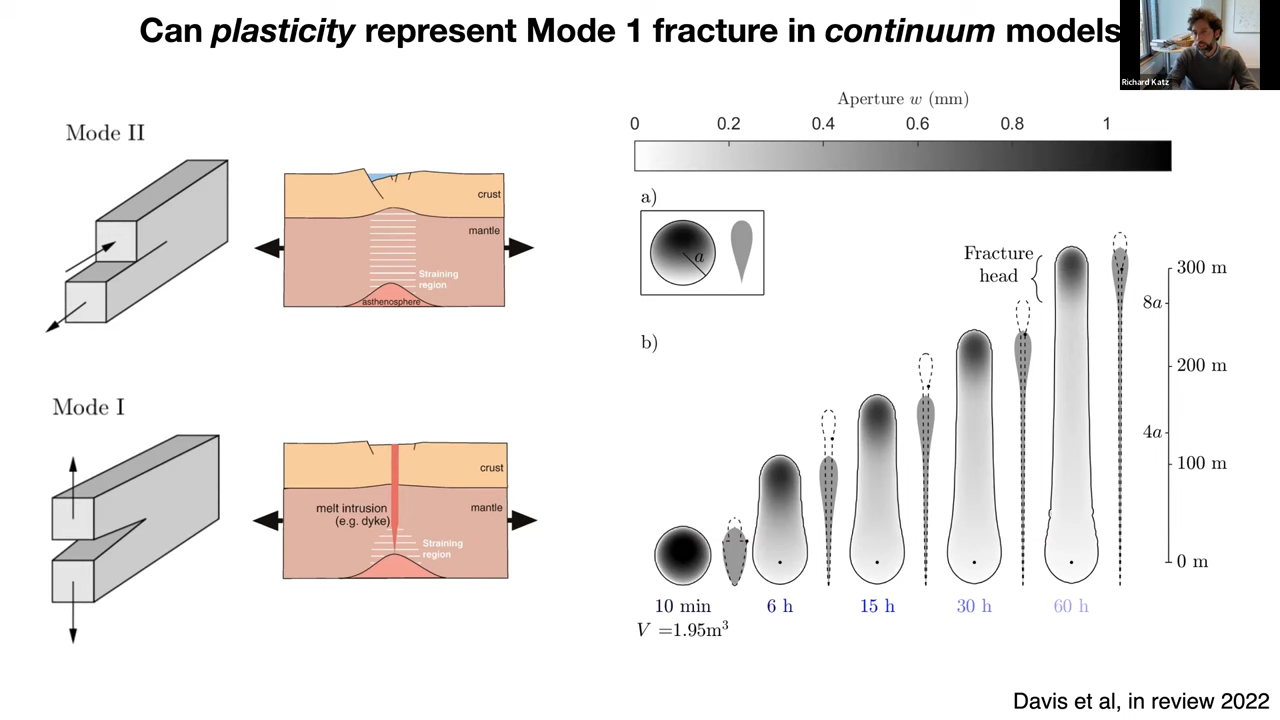 Can plasticity represent Mode 1 fracture in continuum models
Richard Katz
Mode II
crust
mantle
Straining
region
asthenosphere
Mode I
crust
melt intrusion
(e.g. dyke)
mantle
Straining
region
Aperture w (mm)
0 0.2 0.4 0.6 0.8 1
a)
a
b)
Fracture
head
300 m
8a
200 m
4a
100 m
0 m
10 min 6 h 15 h 30 h 60 h
V =1.95m³
Davis et al, in review 2022